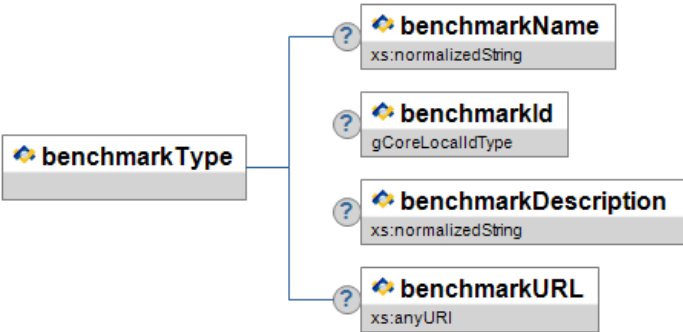 ?
benchmarkName
xs:normalizedString
?
benchmarkId
gCoreLocalIdType
benchmarkType
?
benchmarkDescription
xs:normalizedString
?
benchmarkURL
xs:anyURI